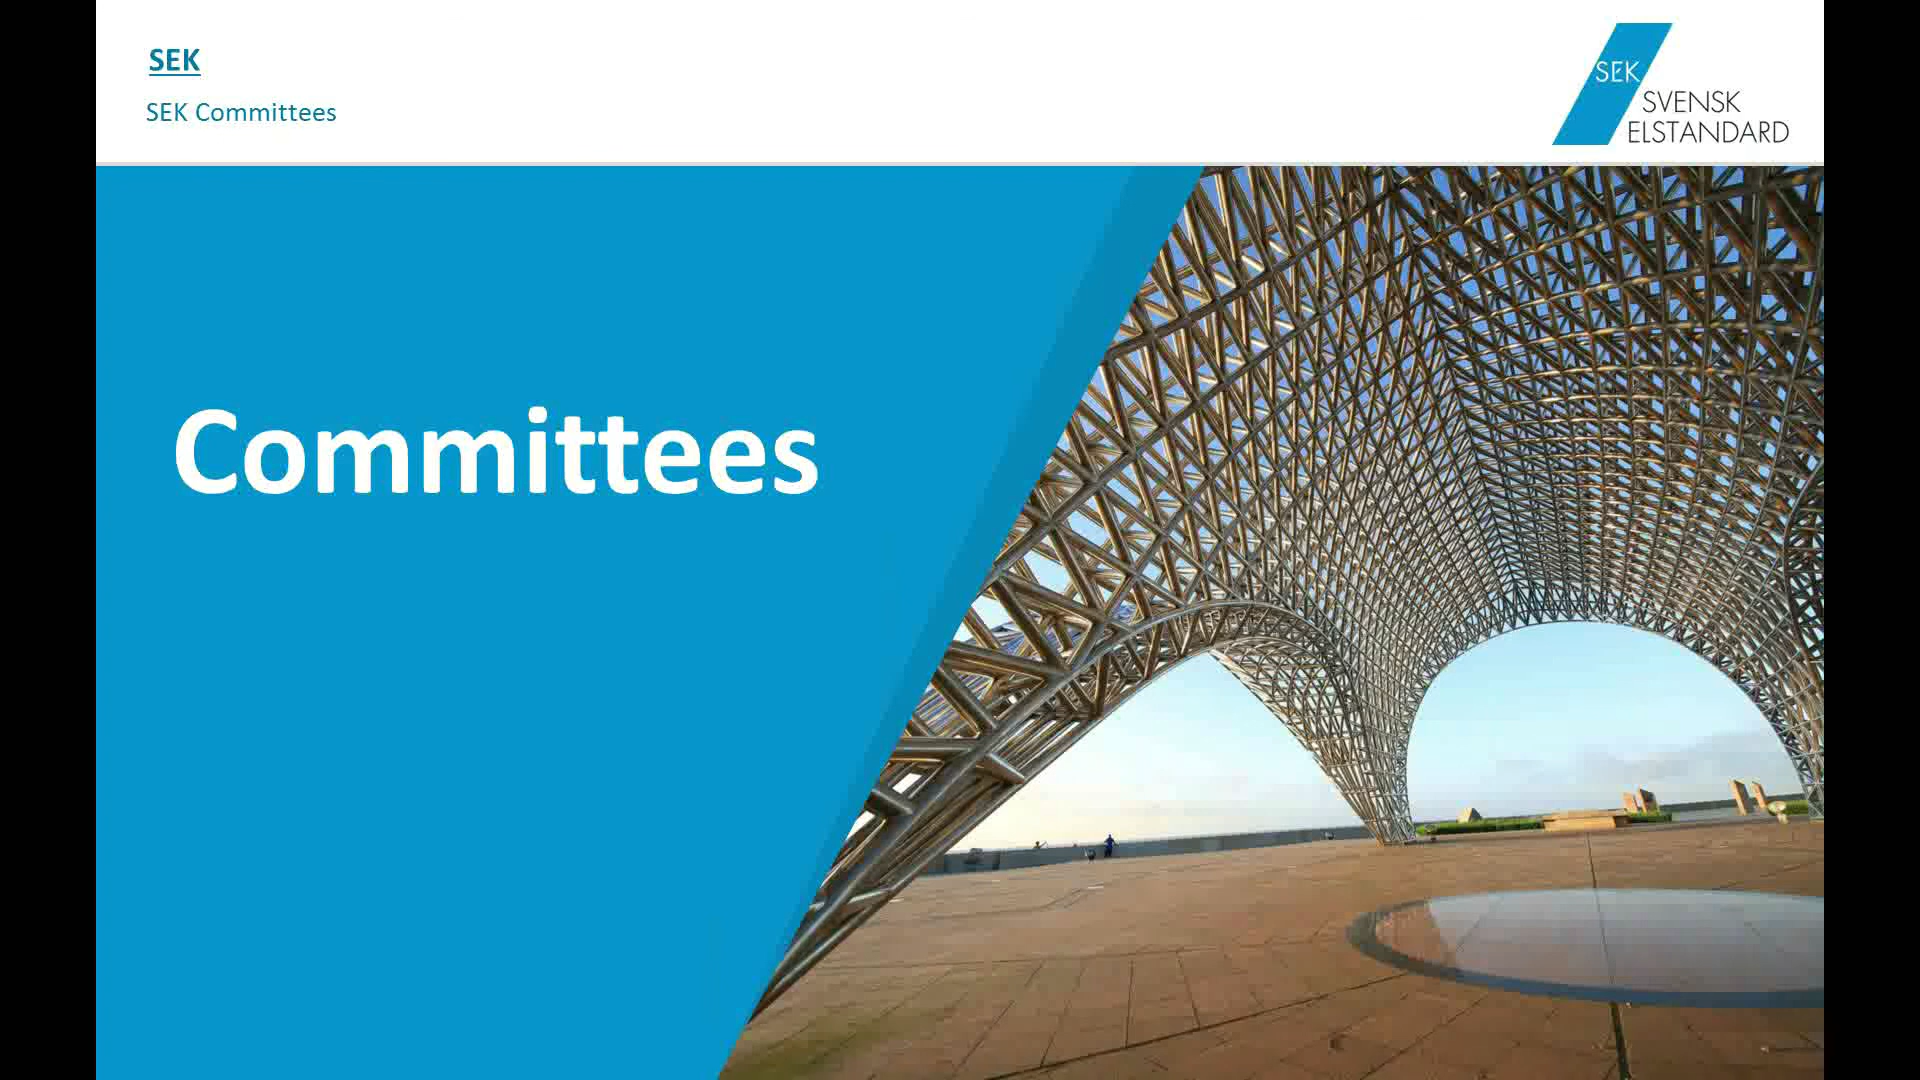 SEK
SEK Committees
SEK
SVENSK
ELSTANDARD
Committees